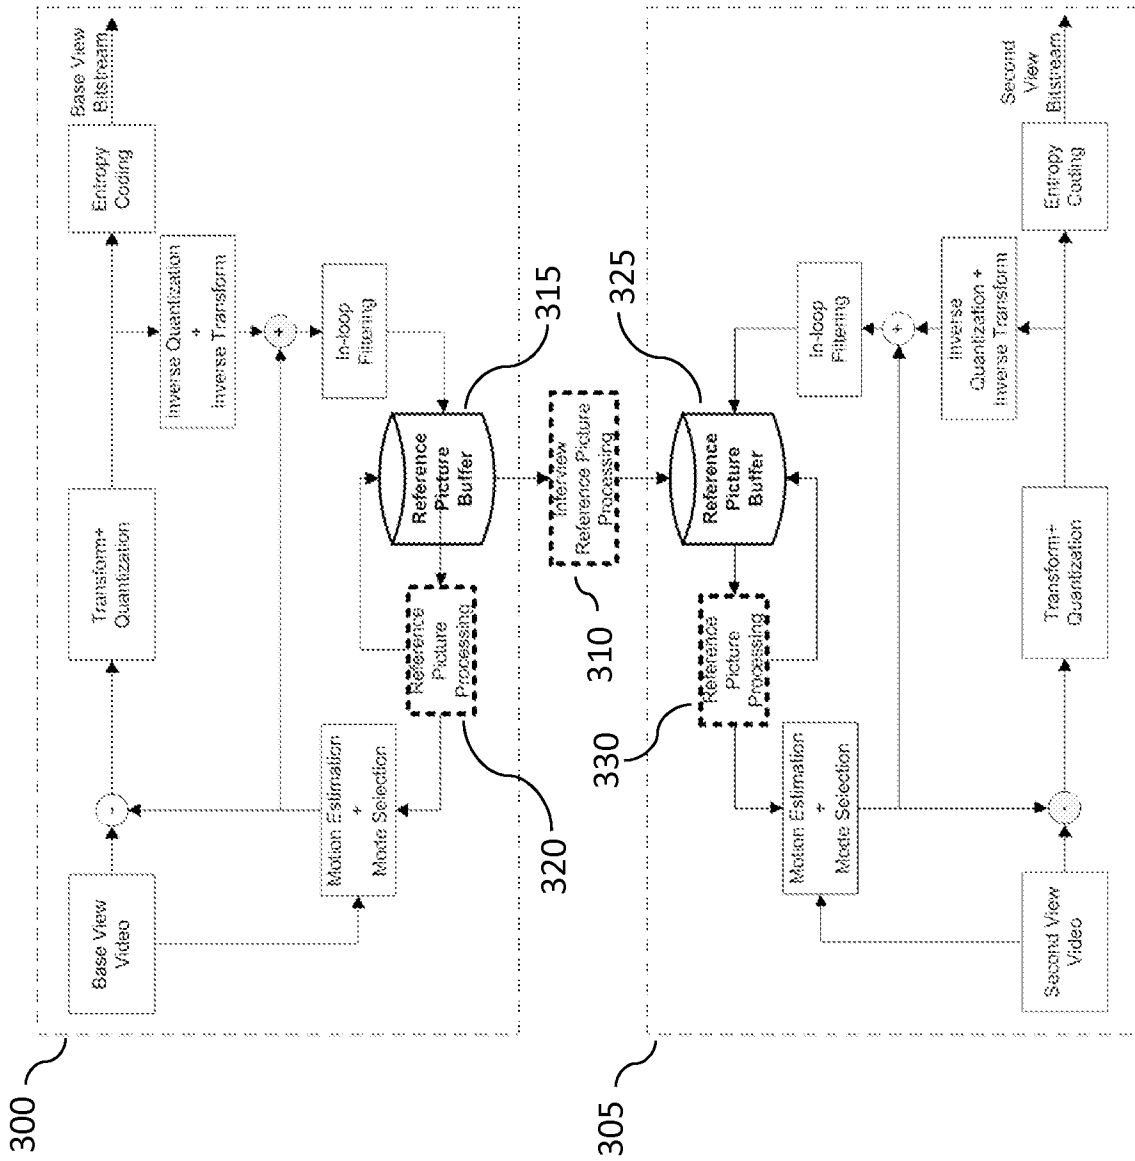 300
Base View
Video
-
Transform+
Quantization
Entropy
Coding
Base View
Bitstream
Inverse Quantization
+
Inverse Transform
+
Motion Estimation
+
Mode Selection
In-loop
Filtering
Reference
Picture
Processing
Reference
Picture
Buffer
320
315
Interview
Reference Picture
Processing
310
305
330
325
Reference
Picture
Processing
Reference
Picture
Buffer
Motion Estimation
+
Mode Selection
In-loop
Filtering
+
Inverse
Quantization +
Inverse Transform
Second View
Video
-
Transform+
Quantization
Entropy
Coding
Second
View
Bitstream